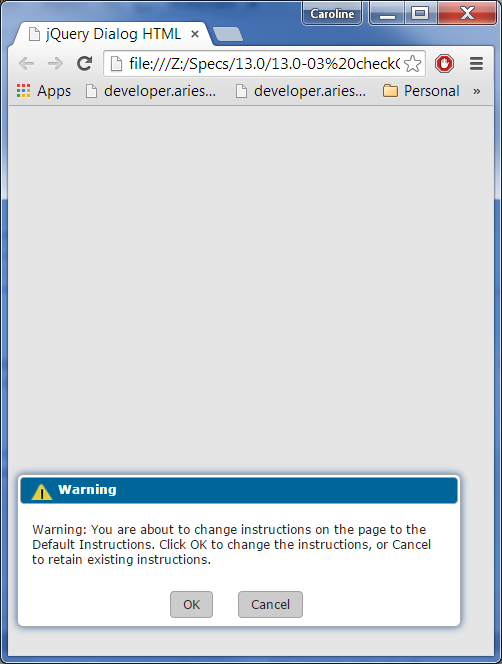 Caroline
jQuery Dialog HTML
file:///Z:/Specs/13.0/13.0-03%20check
Apps developer.aries... developer.aries... Personal »
Warning
Warning: You are about to change instructions on the page to the
Default Instructions. Click OK to change the instructions, or Cancel
to retain existing instructions.
OK Cancel